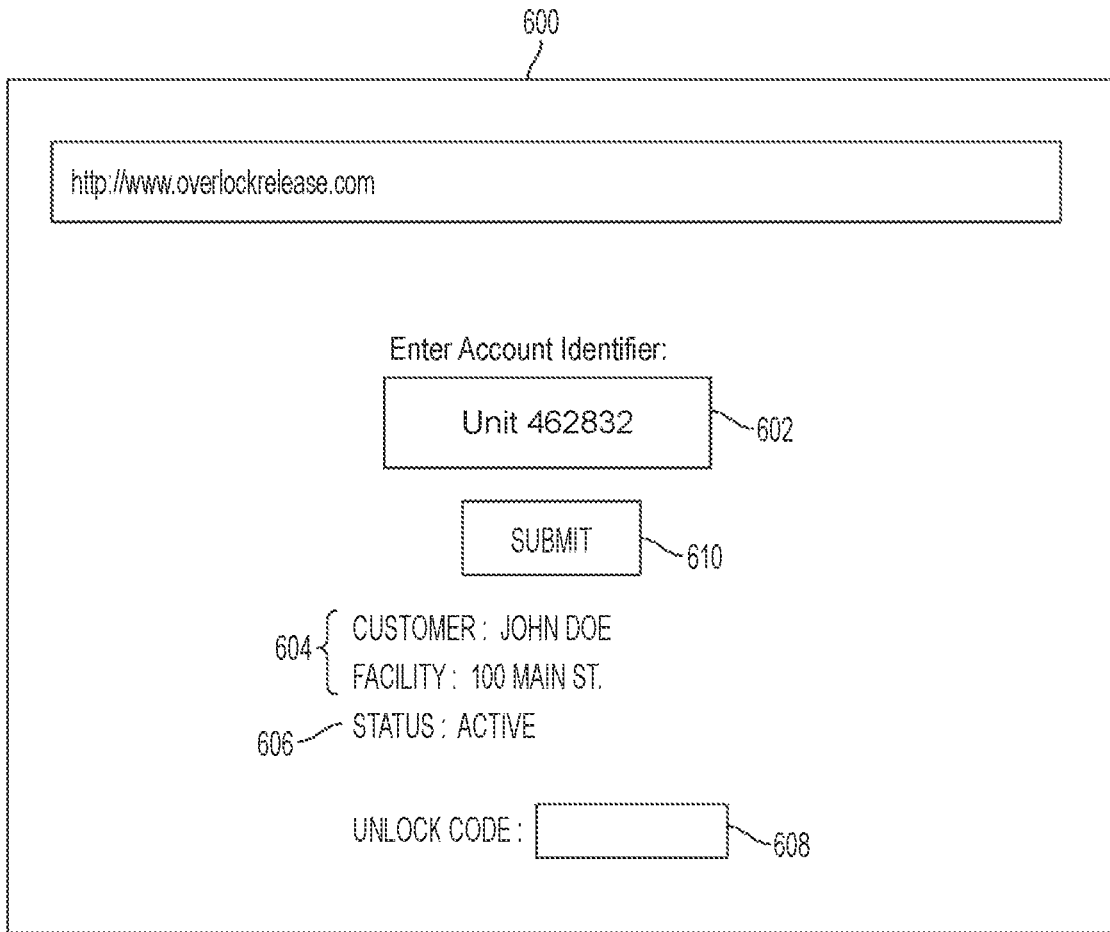 600
http://www.overlockrelease.com
Enter Account Identifier:
Unit 462832
602
SUBMIT
610
604
CUSTOMER : JOHN DOE
FACILITY : 100 MAIN ST.
606
STATUS : ACTIVE
UNLOCK CODE :
608